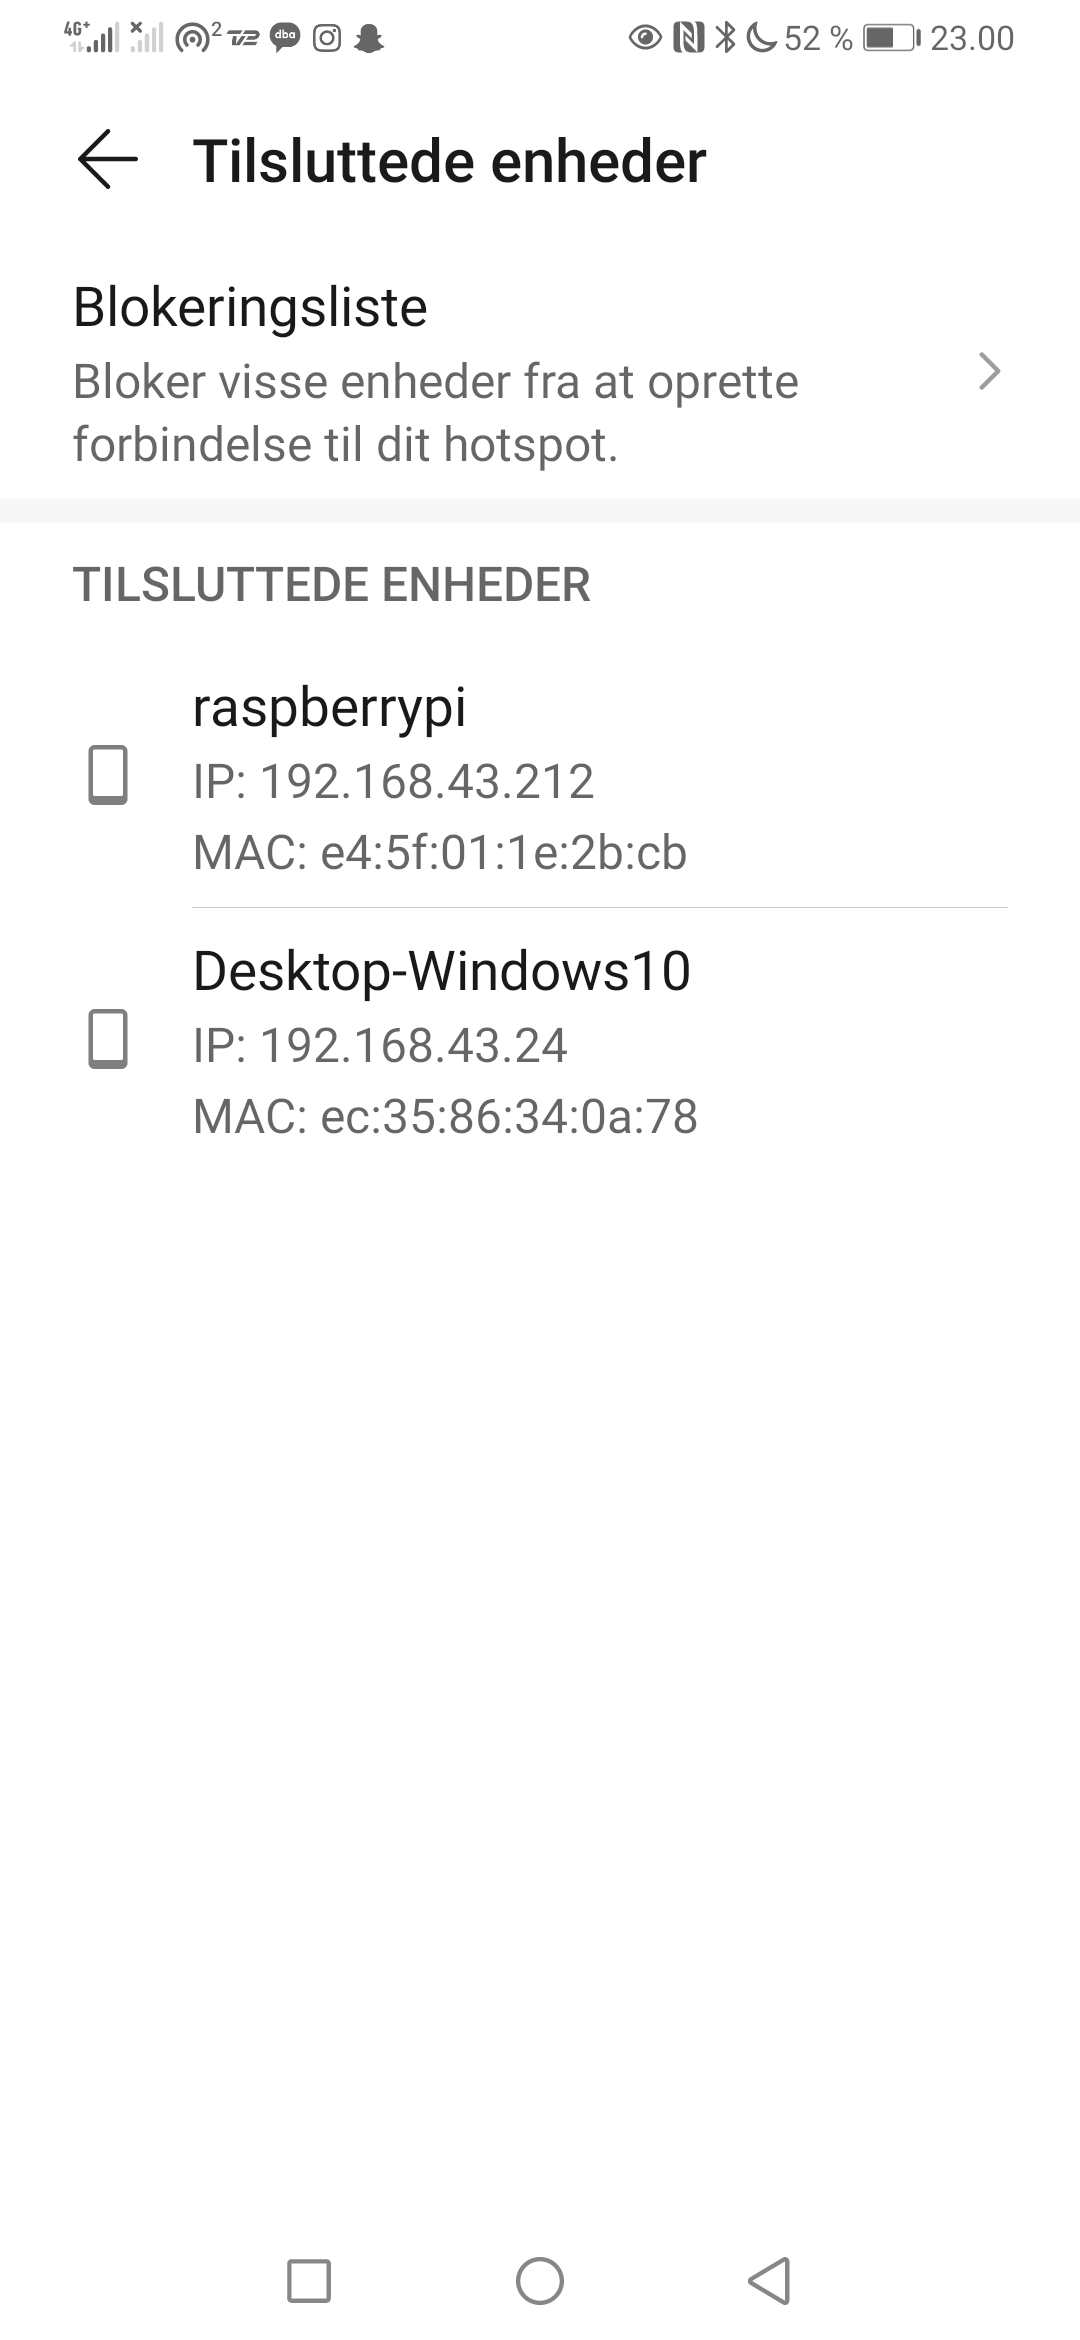 4G+ 2 TV2 dba 52 % 23.00
Tilsluttede enheder
Blokeringsliste
Bloker visse enheder fra at oprette
forbindelse til dit hotspot.
TILSLUTTEDE ENHEDER
raspberrypi
IP: 192.168.43.212
MAC: e4:5f:01:1e:2b:cb
Desktop-Windows10
IP: 192.168.43.24
MAC: ec:35:86:34:0a:78